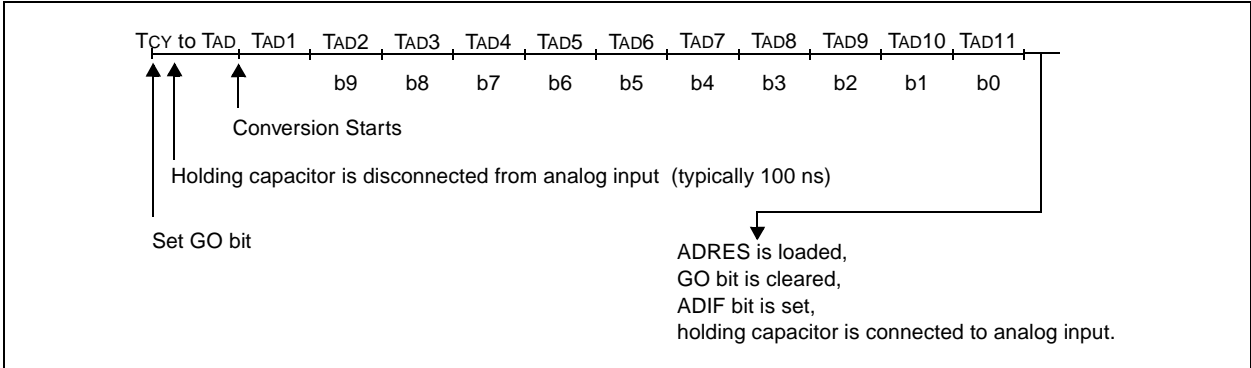 TCY to TAD TAD1 TAD2 TAD3 TAD4 TAD5 TAD6 TAD7 TAD8 TAD9 TAD10 TAD11
b9 b8 b7 b6 b5 b4 b3 b2 b1 b0
Conversion Starts
Holding capacitor is disconnected from analog input (typically 100 ns)
Set GO bit
ADRES is loaded,
GO bit is cleared,
ADIF bit is set,
holding capacitor is connected to analog input.